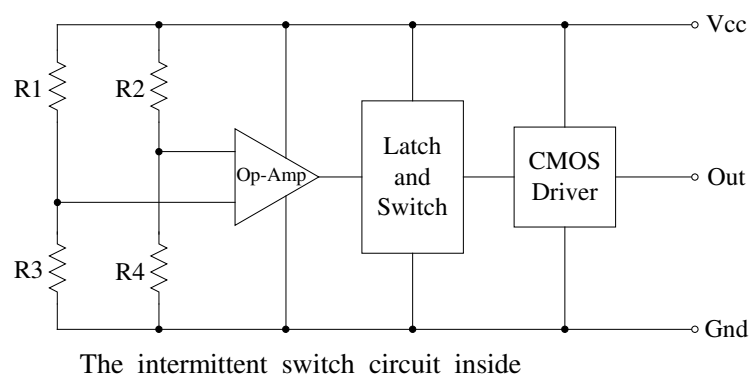 Vcc
R1
R2
Op-Amp
Latch
and
Switch
CMOS
Driver
Out
R3
R4
Gnd
The intermittent switch circuit inside